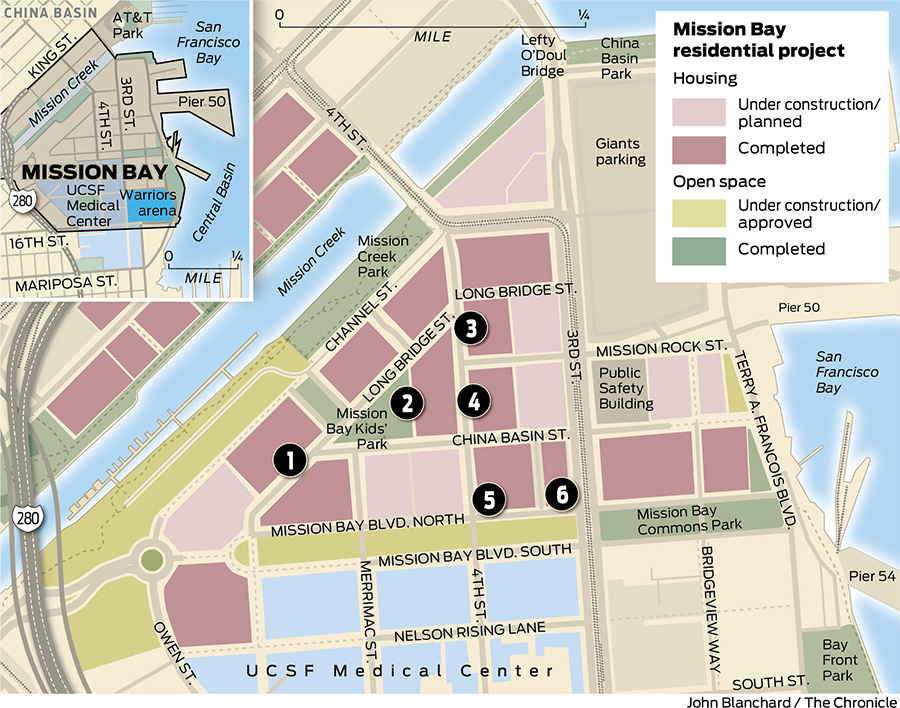 CHINA BASIN
AT&T
Park
San
Francisco
Bay
KING ST.
Mission Creek
3RD ST.
4TH ST.
Pier 50
MISSION BAY
UCSF
Medical
Center
Warriors
arena
Central Basin
280
16TH ST.
MARIPOSA ST.
0
¼
MILE
0
¼
MILE
Lefty
O'Doul
Bridge
China
Basin
Park
Mission Bay
residential project
Housing
Under construction/
planned
Completed
Open space
Under construction/
approved
Completed
4TH ST.
Giants
parking
Mission Creek
Mission
Creek
Park
CHANNEL ST.
LONG BRIDGE ST.
LONG BRIDGE ST.
3RD ST.
Pier 50
MISSION ROCK ST.
San
Francisco
Bay
Public
Safety
Building
TERRY A. FRANCOIS BLVD.
3
2
4
Mission
Bay Kids'
Park
CHINA BASIN ST.
1
5
6
280
MISSION BAY BLVD. NORTH
Mission Bay
Commons Park
MISSION BAY BLVD. SOUTH
MERRIMAC ST.
4TH ST.
BRIDGEVIEW WAY
Pier 54
OWEN ST.
NELSON RISING LANE
UCSF Medical Center
Bay
Front
Park
SOUTH ST.
John Blanchard / The Chronicle